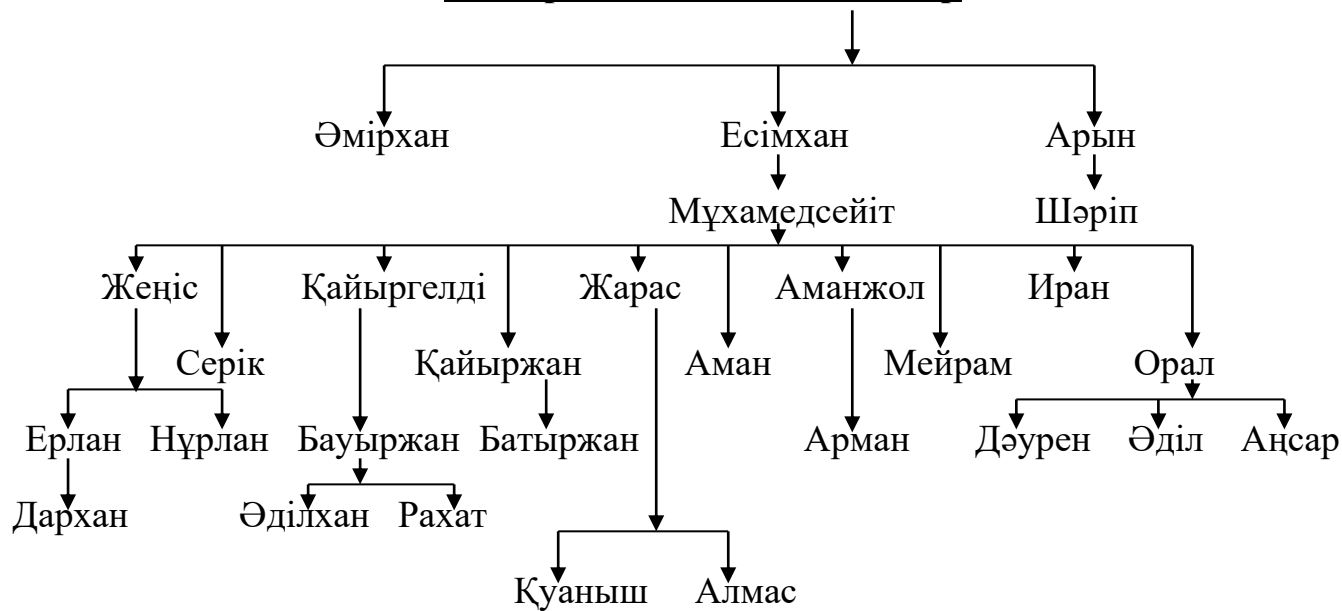 Әмірхан Есімхан Арын
Мұхамедсейіт Шәріп
Жеңіс Қайыргелді Жарас Аманжол Иран
Серік Қайыржан Аман Мейрам Орал
Ерлан Нұрлан Бауыржан Батыржан Арман Дәурен Әділ Аңсар
Дархан Әділхан Рахат
Қуаныш Алмас